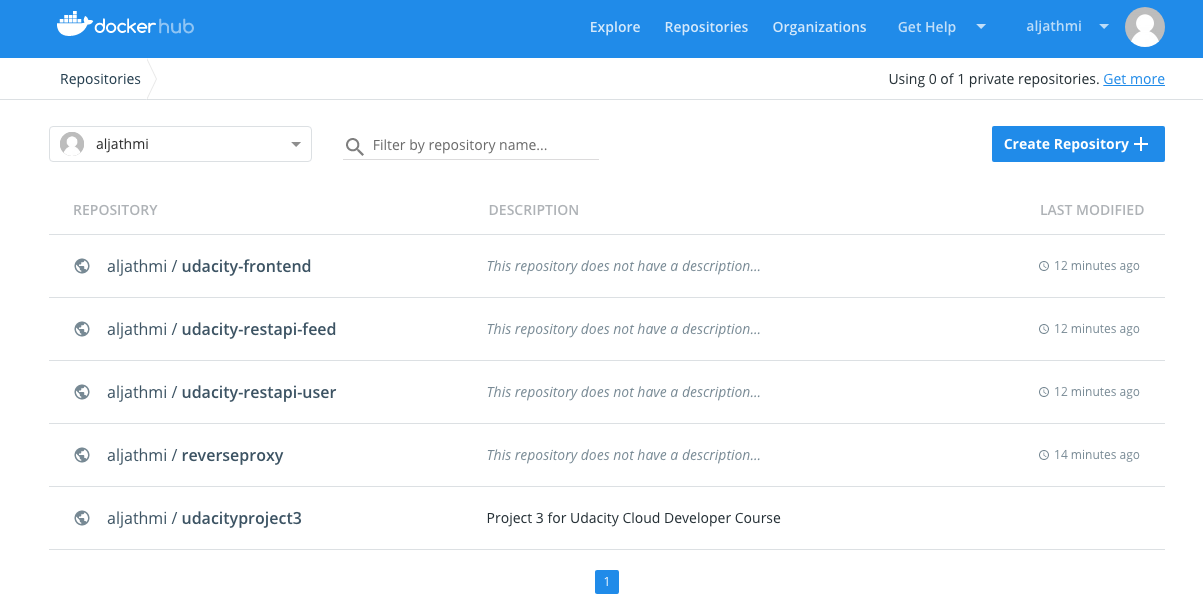 dockerhub Explore Repositories Organizations Get Help aljathmi
Repositories Using 0 of 1 private repositories. Get more
aljathmi Filter by repository name... Create Repository +
REPOSITORY DESCRIPTION LAST MODIFIED
aljathmi / udacity-frontend This repository does not have a description... 12 minutes ago
aljathmi / udacity-restapi-feed This repository does not have a description... 12 minutes ago
aljathmi / udacity-restapi-user This repository does not have a description... 12 minutes ago
aljathmi / reverseproxy This repository does not have a description... 14 minutes ago
aljathmi / udacityproject3 Project 3 for Udacity Cloud Developer Course
1